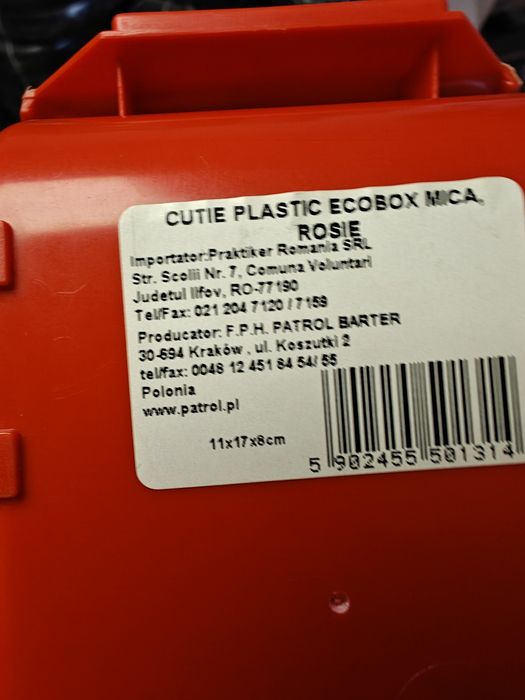 CUTIE PLASTIC ECOBOX MICA,
ROSIE
Importator:Praktiker Romania SRL
Str. Scolii Nr. 7, Comuna Voluntari
Judetul Ilfov, RO-77190
Tel/Fax: 021 204 7120 / 7159
Producator: F.P.H. PATROL BARTER
30-694 Kraków , ul. Koszutki 2
tel/fax: 0048 12 451 84 54/ 55
Polonia
www.patrol.pl
11x17x8cm
5 902455 501314